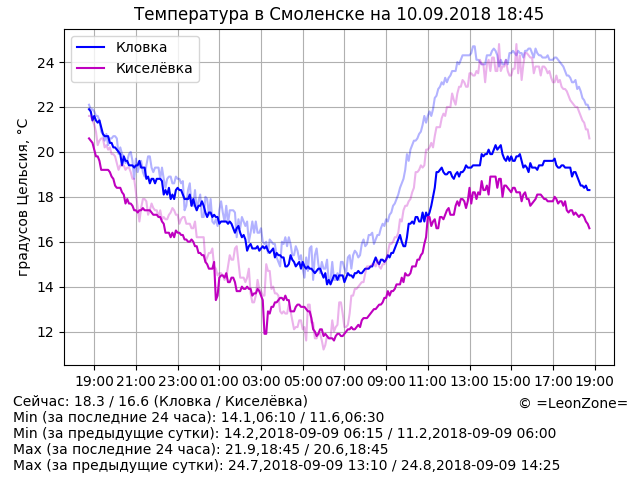 Температура в Смоленске на 10.09.2018 18:45
Кловка
Киселёвка
градусов Цельсия, °C
24
22
20
18
16
14
12
19:00 21:00 23:00 01:00 03:00 05:00 07:00 09:00 11:00 13:00 15:00 17:00 19:00
Сейчас: 18.3 / 16.6 (Кловка / Киселёвка)
© =LeonZone=
Min (за последние 24 часа): 14.1,06:10 / 11.6,06:30
Min (за предыдущие сутки): 14.2,2018-09-09 06:15 / 11.2,2018-09-09 06:00
Max (за последние 24 часа): 21.9,18:45 / 20.6,18:45
Max (за предыдущие сутки): 24.7,2018-09-09 13:10 / 24.8,2018-09-09 14:25